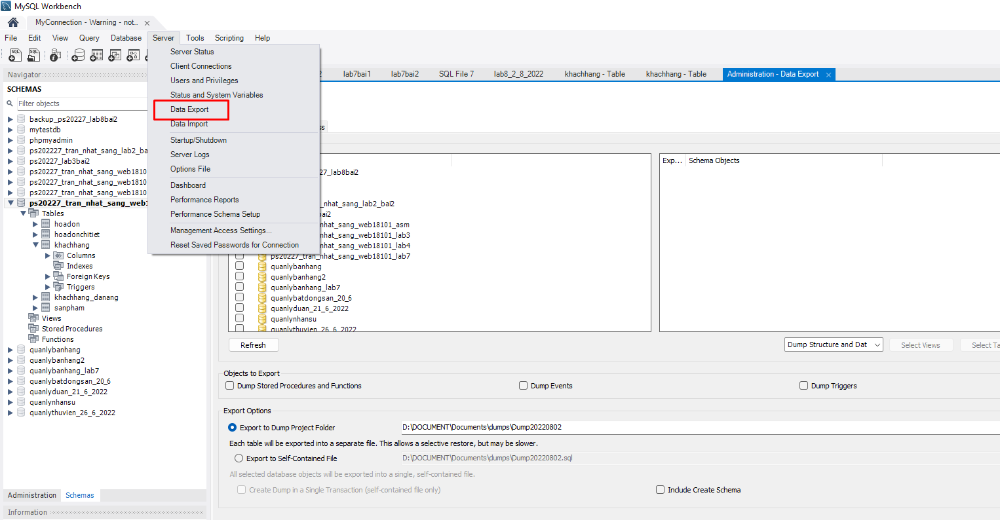 MySQL Workbench
MyConnection - Warning - not...
File Edit View Query Database Server Tools Scripting Help
Server Status
Client Connections
Users and Privileges
Status and System Variables
Data Export
Data Import
Startup/Shutdown
Server Logs
Options File
Dashboard
Performance Reports
Performance Schema Setup
Management Access Settings...
Reset Saved Passwords for Connection
2 lab7bai1 lab7bai2 SQL File 7 lab8_2_8_2022 khachhang - Table khachhang - Table Administration - Data Export
Navigator
SCHEMAS
Filter objects
backup_ps20227_lab8bai2
mytestdb
phpmyadmin
ps202227_tran_nhat_sang_lab2_ba
ps20227_lab3bai2
ps20227_tran_nhat_sang_web1810
ps20227_tran_nhat_sang_web1810
ps20227_tran_nhat_sang_web1810
ps20227_tran_nhat_sang_web1
Tables
hoadon
hoadonchitiet
khachhang
Columns
Indexes
Foreign Keys
Triggers
khachhang_danang
sanpham
Views
Stored Procedures
Functions
quanlybanhang
quanlybanhang2
quanlybanhang_lab7
quanlybatdongsan_20_6
quanlyduan_21_6_2022
quanlynhansu
quanlythuvien_26_6_2022
Administration Schemas
Information
ss
27_lab8bai2
nhat_sang_lab2_bai2
bai2
nhat_sang_web18101_asm
nhat_sang_web18101_lab3
nhat_sang_web18101_lab4
ps20227_tran_nhat_sang_web18101_lab7
quanlybanhang
quanlybanhang2
quanlybanhang_lab7
quanlybatdongsan_20_6
quanlyduan_21_6_2022
quanlynhansu
quanlythuvien_26_6_2022
Exp... Schema Objects
Refresh
Dump Structure and Dat Select Views Select Ta
Objects to Export
Dump Stored Procedures and Functions Dump Events Dump Triggers
Export Options
Export to Dump Project Folder D:\DOCUMENT\Documents\dumps\Dump20220802
Each table will be exported into a separate file. This allows a selective restore, but may be slower.
Export to Self-Contained File D:\DOCUMENT\Documents\dumps\Dump20220802.sql
All selected database objects will be exported into a single, self-contained file.
Create Dump in a Single Transaction (self-contained file only) Include Create Schema